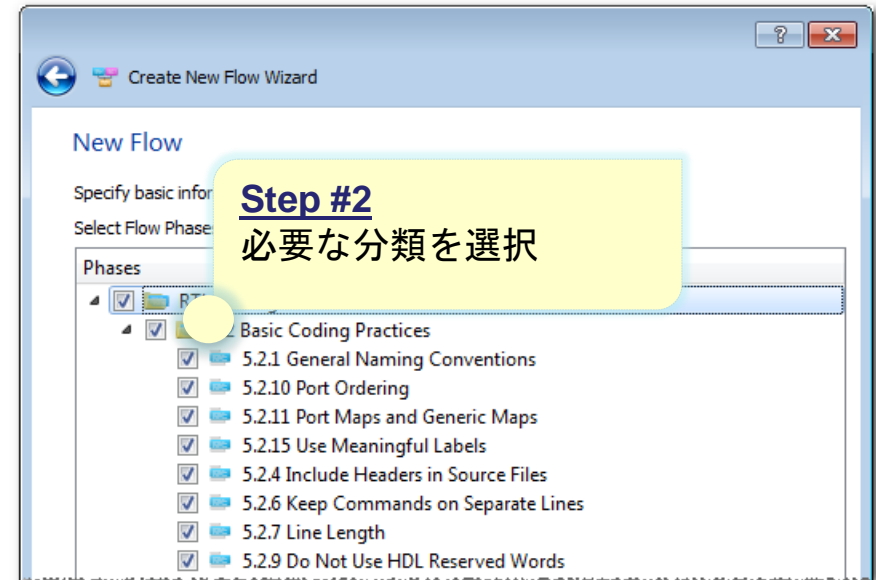 Create New Flow Wizard
New Flow
Specify basic infor
Step #2
必要な分類を選択
Select Flow Phase
Phases
Basic Coding Practices
5.2.1 General Naming Conventions
5.2.10 Port Ordering
5.2.11 Port Maps and Generic Maps
5.2.15 Use Meaningful Labels
5.2.4 Include Headers in Source Files
5.2.6 Keep Commands on Separate Lines
5.2.7 Line Length
5.2.9 Do Not Use HDL Reserved Words